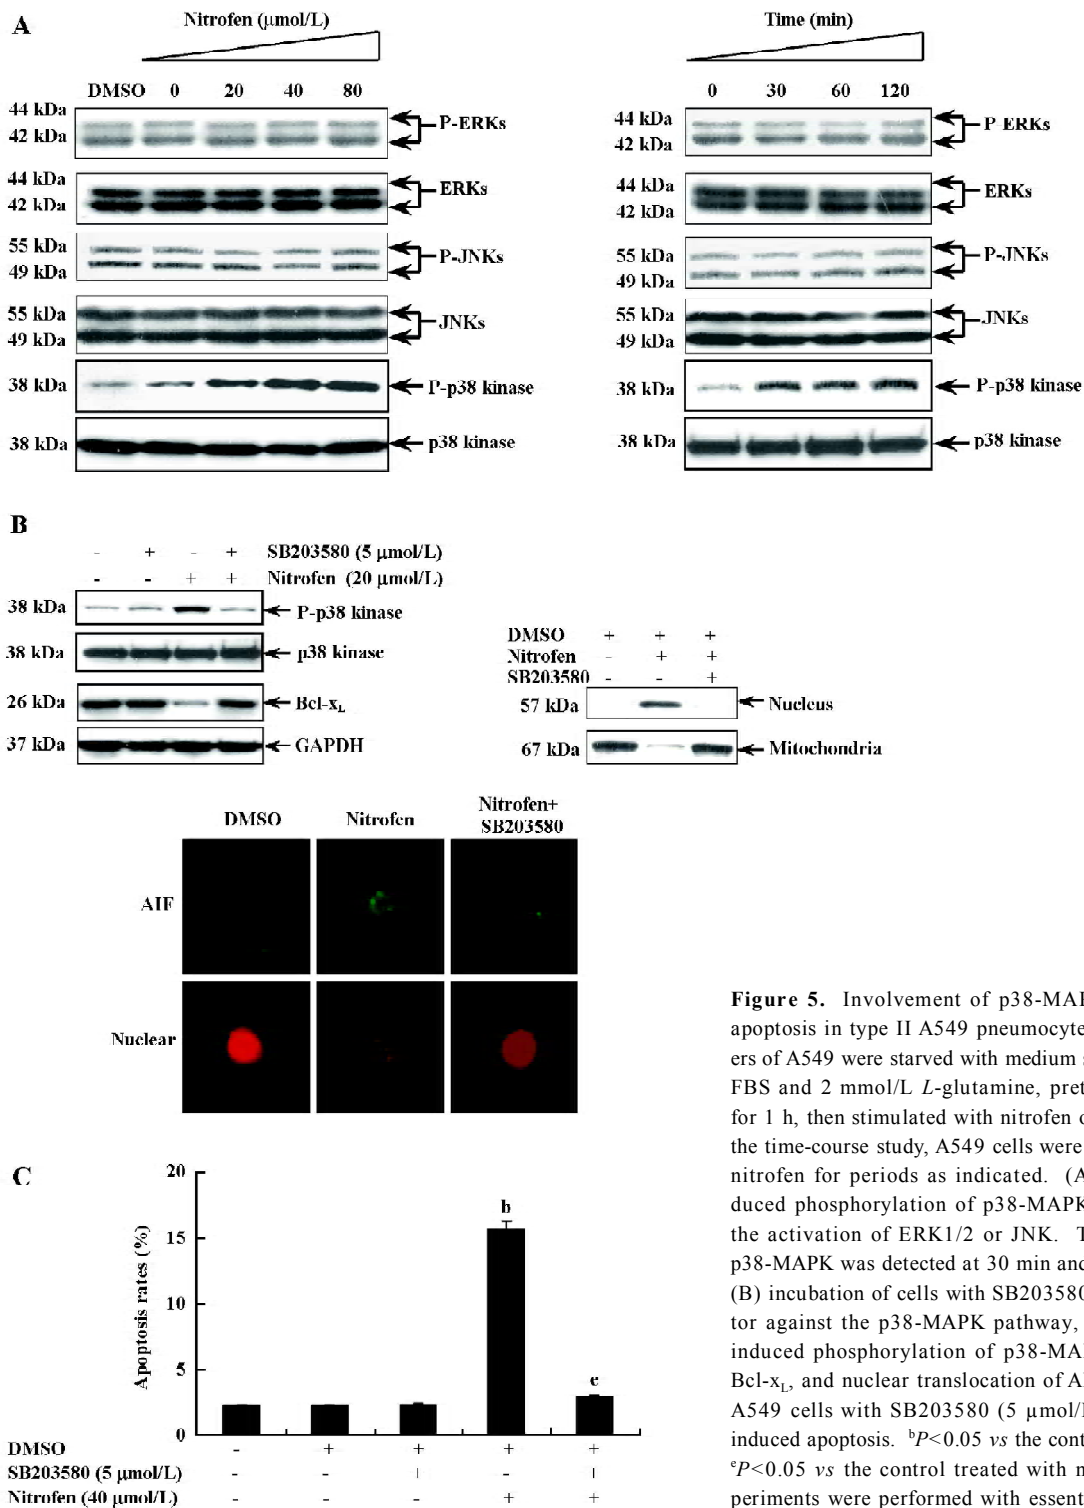 A
Nitrofen (μmol/L)
DMSO 0 20 40 80
44 kDa
42 kDa
P-ERKs
44 kDa
42 kDa
ERKs
55 kDa
49 kDa
P-JNKs
55 kDa
49 kDa
JNKs
38 kDa
P-p38 kinase
38 kDa
p38 kinase
Time (min)
0 30 60 120
44 kDa
42 kDa
P-ERKs
44 kDa
42 kDa
ERKs
55 kDa
49 kDa
P-JNKs
55 kDa
49 kDa
JNKs
38 kDa
P-p38 kinase
38 kDa
p38 kinase
B
- + - + SB203580 (5 μmol/L)
- - + + Nitrofen (20 μmol/L)
38 kDa P-p38 kinase
38 kDa p38 kinase
26 kDa Bcl-xL
37 kDa GAPDH
DMSO + + +
Nitrofen - + +
SB203580 - - +
57 kDa Nucleus
67 kDa Mitochondria
DMSO Nitrofen Nitrofen+
SB203580
AIF
Nuclear
C
Apoptosis rates (%)
20
15
10
5
0
b
e
DMSO - + + + +
SB203580 (5 μmol/L) - - + - +
Nitrofen (40 μmol/L) - - - + +
Figure 5. Involvement of p38-MAP
apoptosis in type II A549 pneumocyte
ers of A549 were starved with medium s
FBS and 2 mmol/L L-glutamine, pret
for 1 h, then stimulated with nitrofen o
the time-course study, A549 cells were
nitrofen for periods as indicated. (A
duced phosphorylation of p38-MAPK
the activation of ERK1/2 or JNK. T
p38-MAPK was detected at 30 min and
(B) incubation of cells with SB203580
tor against the p38-MAPK pathway,
induced phosphorylation of p38-MA
Bcl-xL, and nuclear translocation of A
A549 cells with SB203580 (5 μmol/
induced apoptosis. bP<0.05 vs the cont
eP<0.05 vs the control treated with n
periments were performed with essent